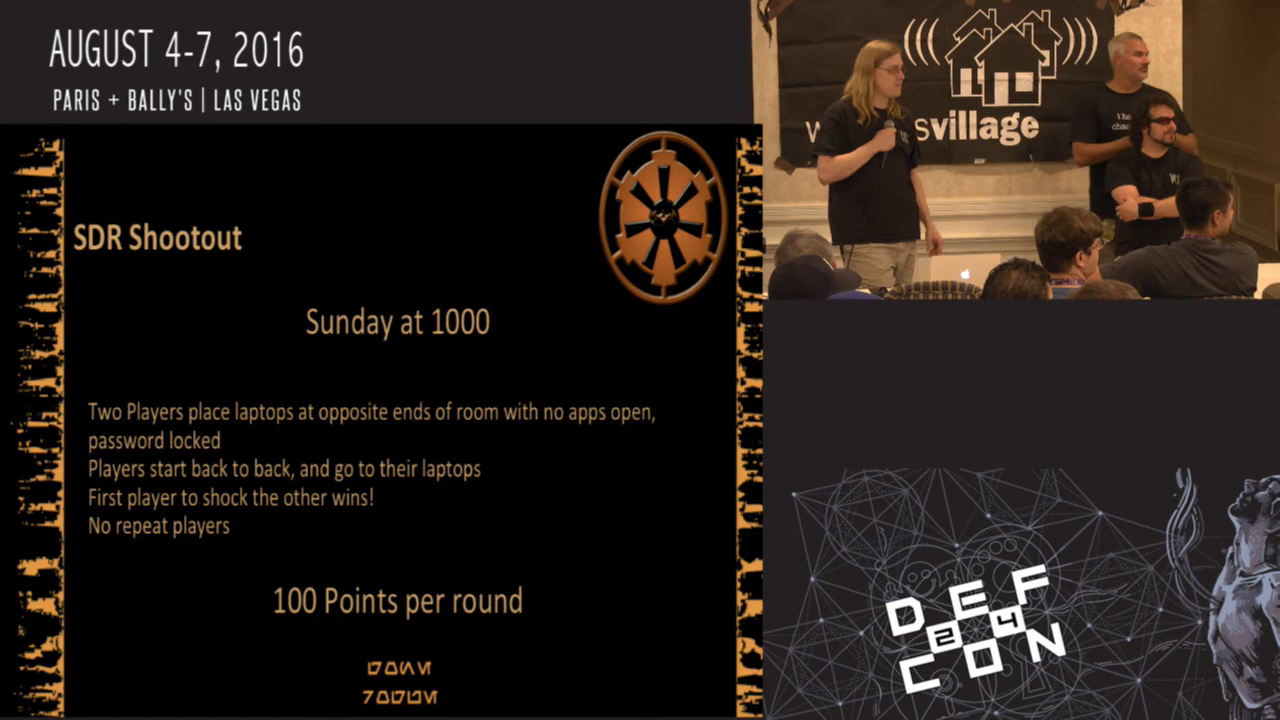 AUGUST 4-7, 2016
PARIS + BALLY'S | LAS VEGAS
SDR Shootout
Sunday at 1000
Two Players place laptops at opposite ends of room with no apps open,
password locked
Players start back to back, and go to their laptops
First player to shock the other wins!
No repeat players
100 Points per round
village
DEF
24
CON